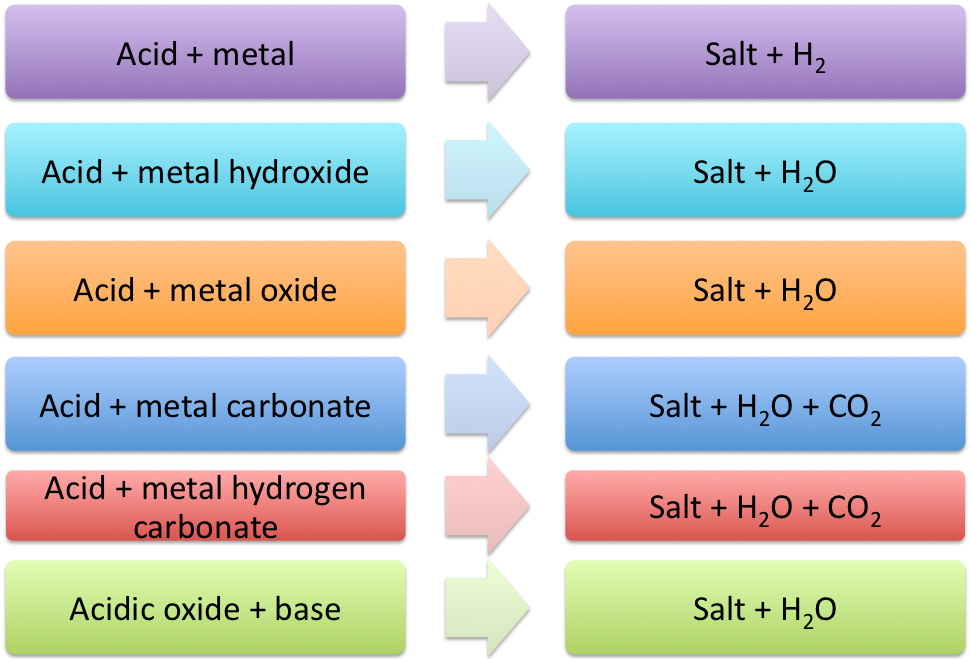 Acid + metal
Salt + H₂
Acid + metal hydroxide
Salt + H₂O
Acid + metal oxide
Salt + H₂O
Acid + metal carbonate
Salt + H₂O + CO₂
Acid + metal hydrogen
carbonate
Salt + H₂O + CO₂
Acidic oxide + base
Salt + H₂O